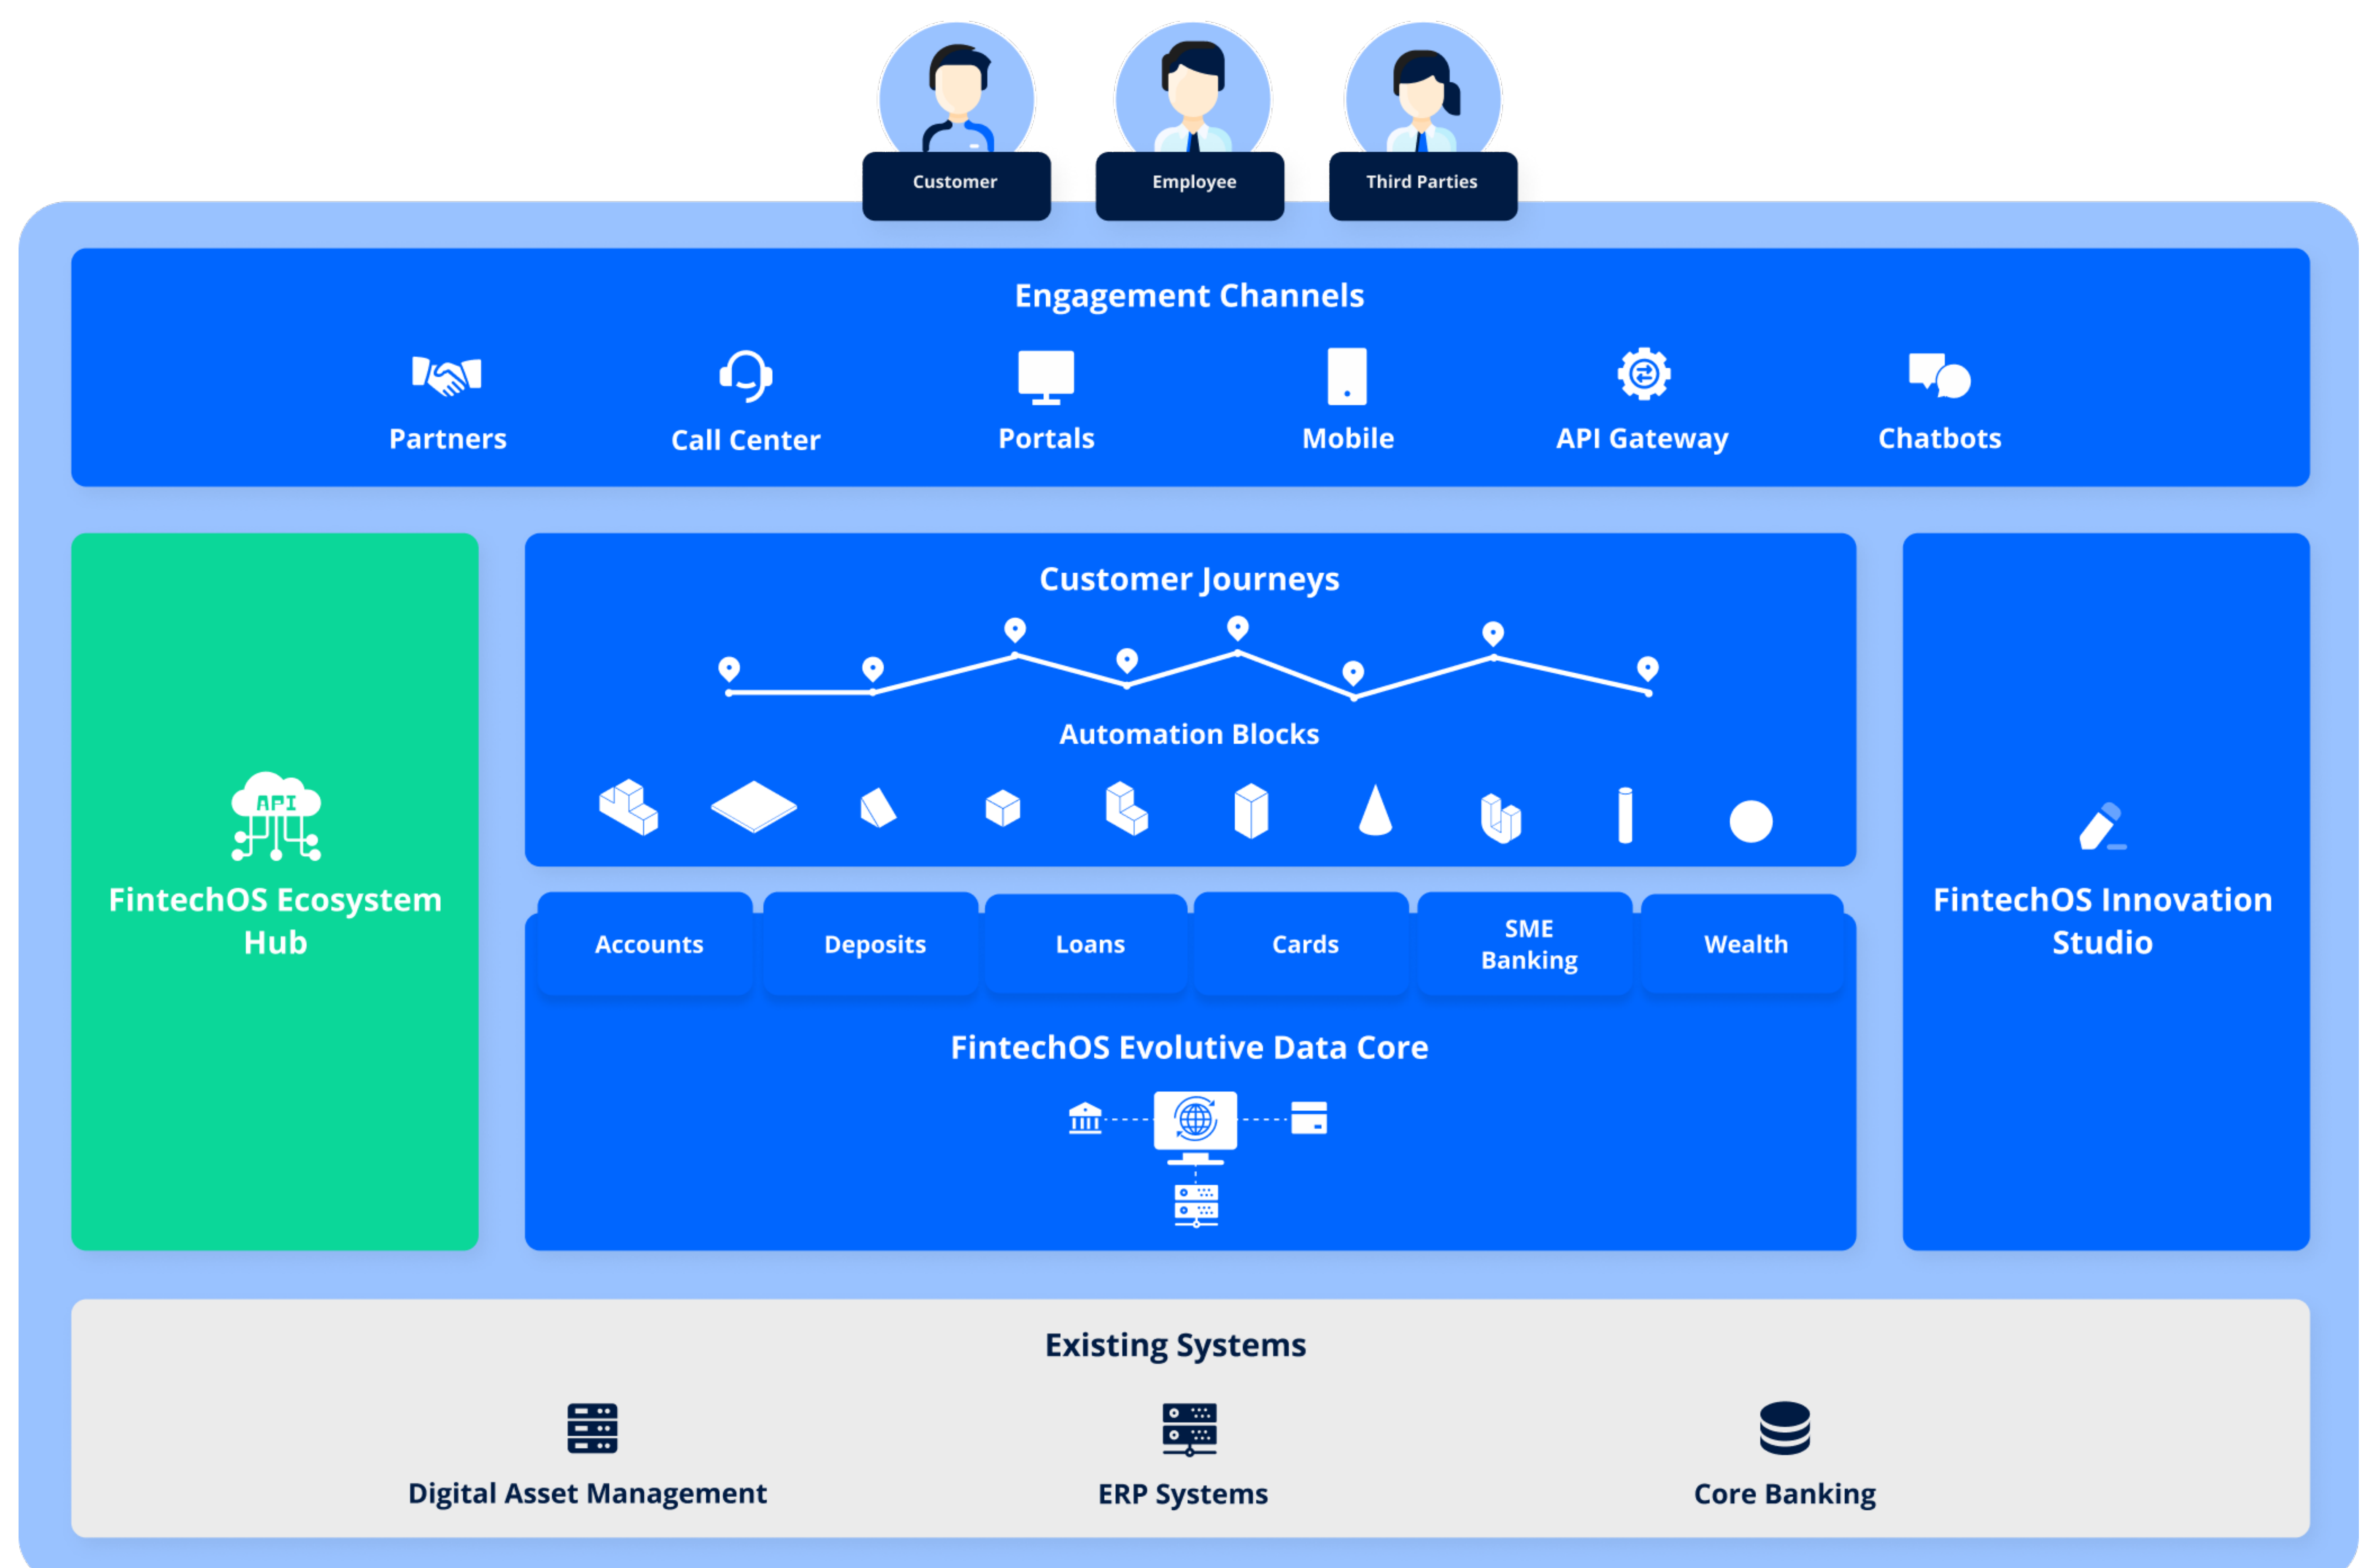 Customer
Employee
Third Parties
Engagement Channels
Partners
Call Center
Portals
Mobile
API Gateway
Chatbots
API
FintechOS Ecosystem
Hub
Customer Journeys
Automation Blocks
Accounts
Deposits
Loans
Cards
SME
Banking
Wealth
FintechOS Evolutive Data Core
FintechOS Innovation
Studio
Existing Systems
Digital Asset Management
ERP Systems
Core Banking